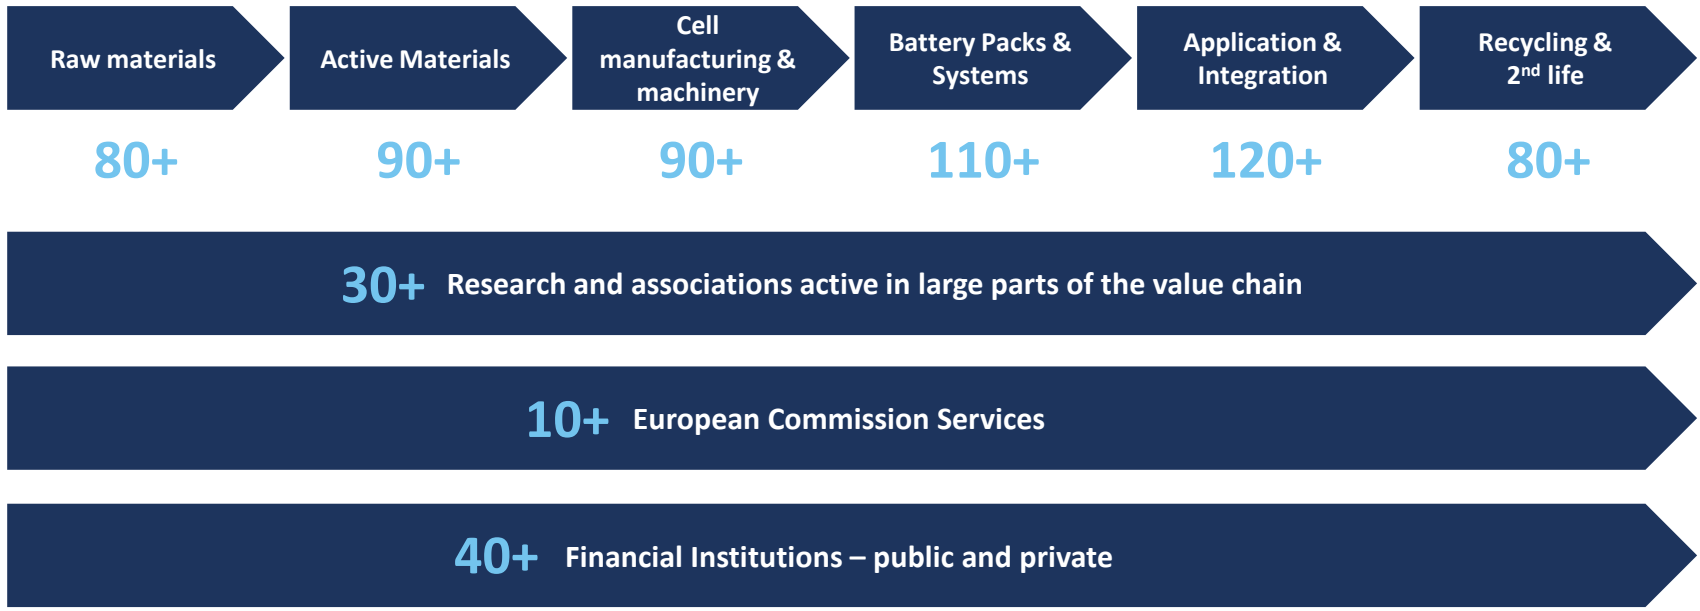 Raw materials
Active Materials
Cell
manufacturing &
machinery
Battery Packs &
Systems
Application &
Integration
Recycling &
2nd life
80+
90+
90+
110+
120+
80+
30+ Research and associations active in large parts of the value chain
10+ European Commission Services
40+ Financial Institutions – public and private